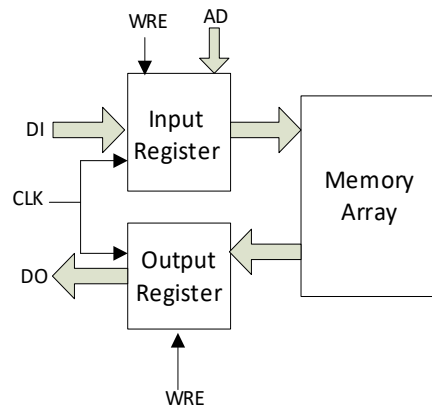 WRE
AD
DI
Input
Register
CLK
Memory
Array
DO
Output
Register
WRE